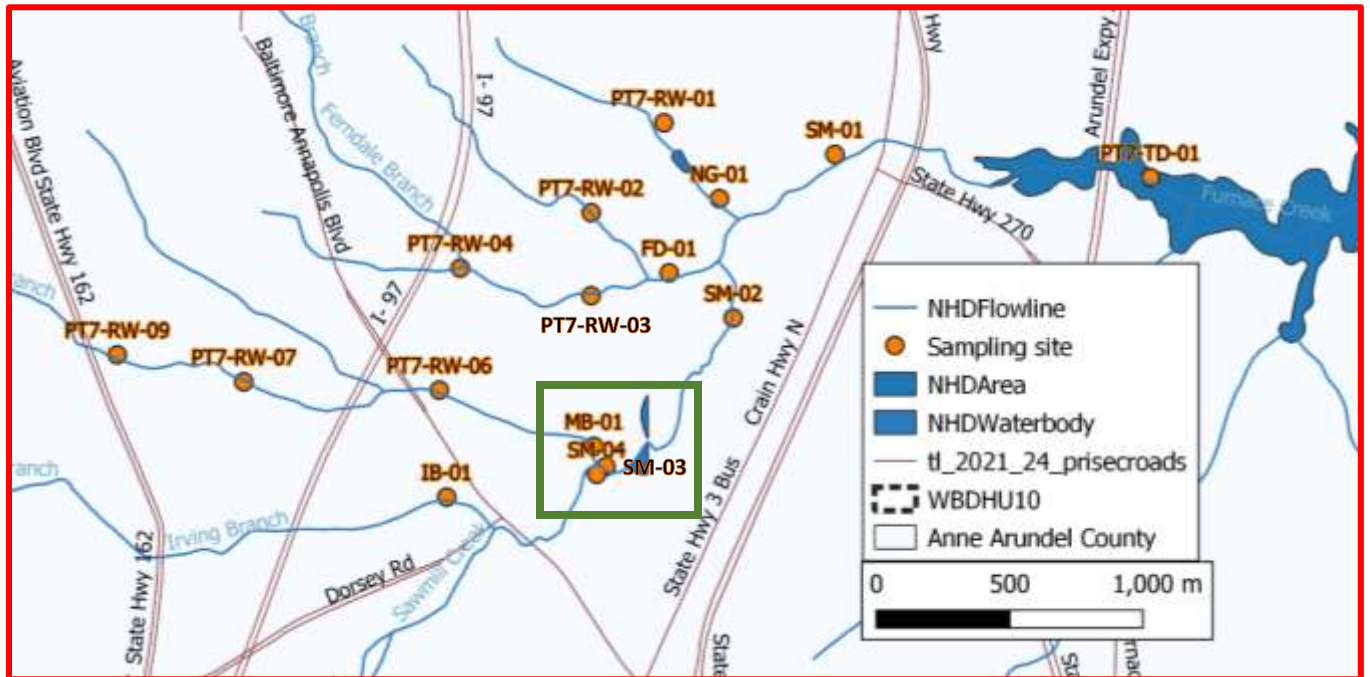 Branch
Baltimore Annapolis Blvd
Ferndale Branch
I- 97
PT7-RW-01
SM-01
Hwy
Arundel Expy
PT7-TD-01
Furnace Creek
Aviation Blvd
State Hwy 162
PT7-RW-02
NG-01
State Hwy 270
PT7-RW-04
FD-01
SM-02
PT7-RW-03
Branch
I- 97
PT7-RW-09
PT7-RW-07
PT7-RW-06
MB-01
SM-04
SM-03
IB-01
anch
Irving Branch
State Hwy 162
Dorsey Rd
Sawmill Creek
State Hwy 3 Bus
Crain Hwy N
State
NHDFlowline
Sampling site
NHDArea
NHDWaterbody
tl_2021_24_prisecroads
WBDHU10
Anne Arundel County
0 500 1,000 m
Sta
rnac